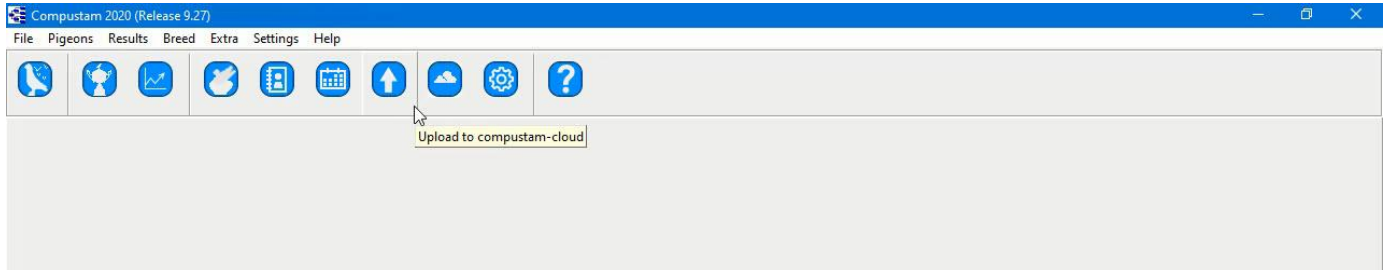 Compustam 2020 (Release 9.27)
File Pigeons Results Breed Extra Settings Help
?
Upload to compustam-cloud